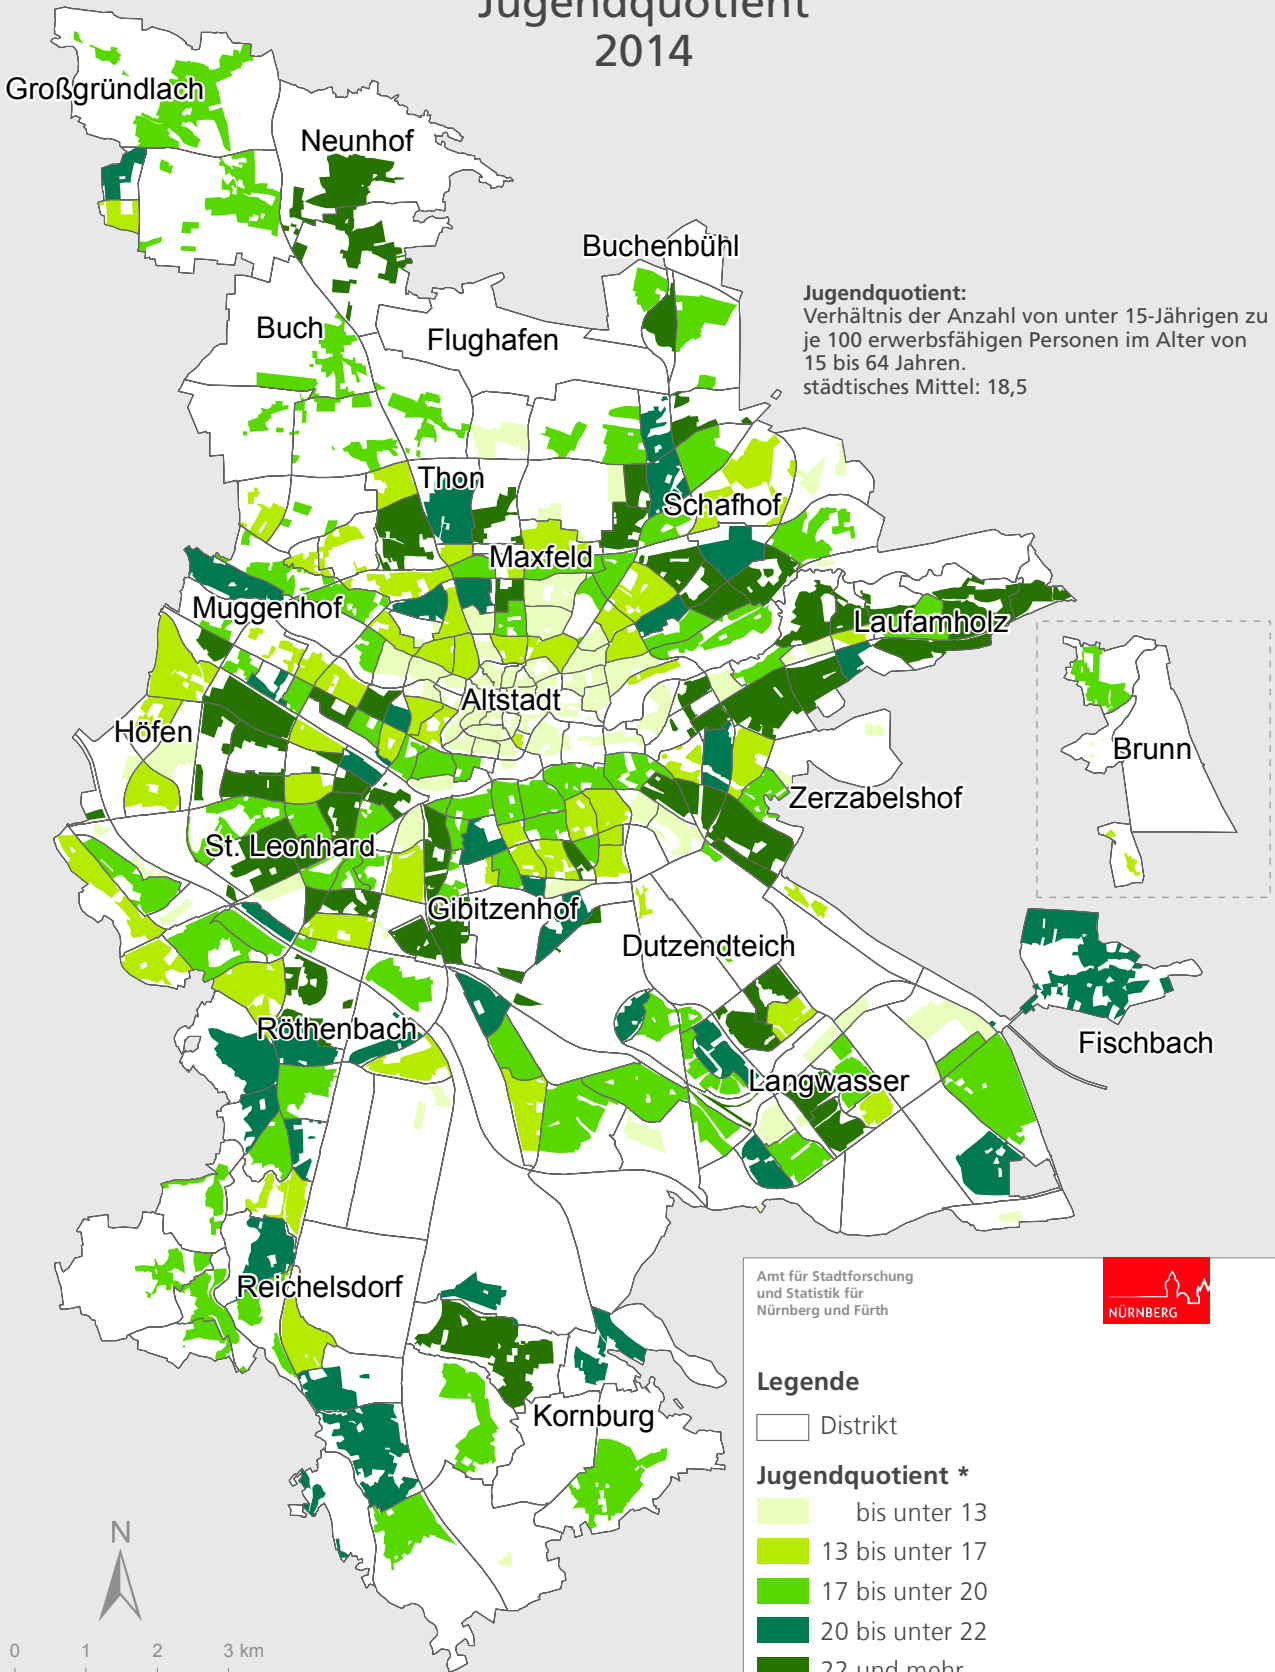 Jugendquotient
2014
Großgründlach
Neunhof
Buchenbühl
Jugendquotient:
Verhältnis der Anzahl von unter 15-Jährigen zu
je 100 erwerbsfähigen Personen im Alter von
15 bis 64 Jahren.
städtisches Mittel: 18,5
Buch
Flughafen
Thon
Schafhof
Maxfeld
Muggenhof
Laufamholz
Altstadt
Höfen
Brunn
Zerzabelshof
St. Leonhard
Gibitzenhof
Dutzendteich
Röthenbach
Fischbach
Langwasser
Reichelsdorf
Kornburg
Amt für Stadtforschung
und Statistik für
Nürnberg und Fürth
NÜRNBERG
Legende
Distrikt
Jugendquotient *
bis unter 13
13 bis unter 17
17 bis unter 20
20 bis unter 22
22 und mehr
N
0 1 2 3 km